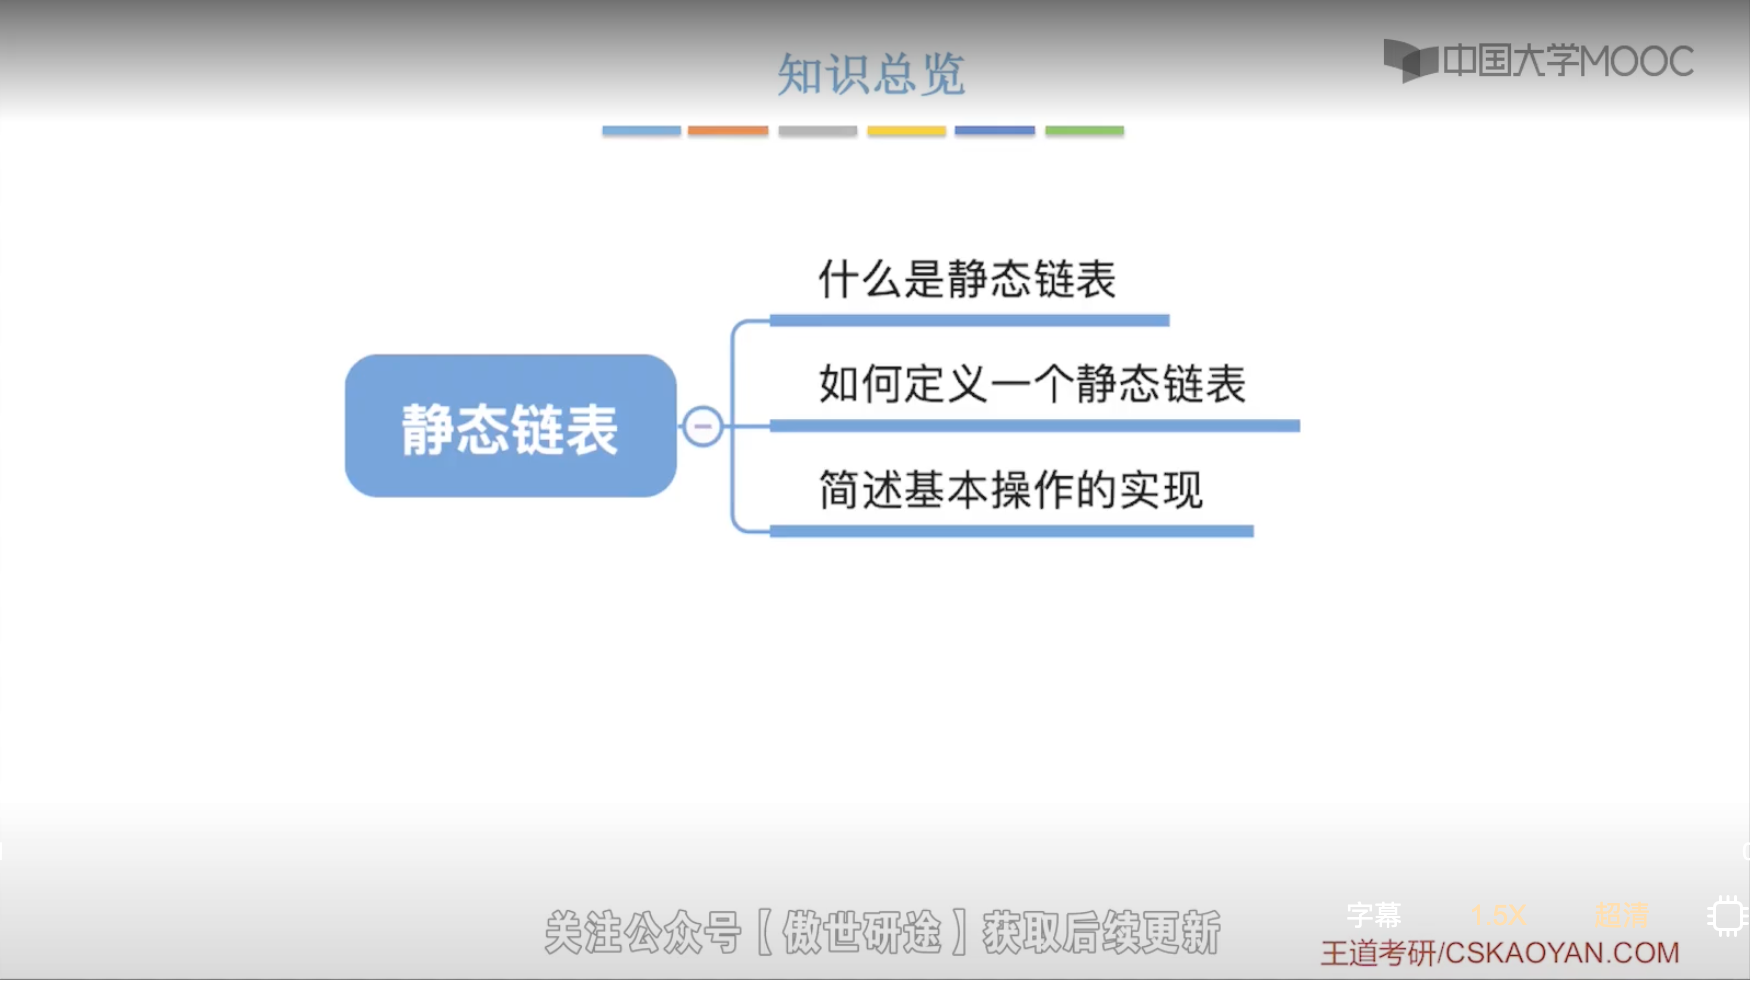 知识总览
中国大学MOOC
什么是静态链表
如何定义一个静态链表
静态链表
简述基本操作的实现
关注公众号【傲世研途】获取后续更新
字幕 1.5X 超清
王道考研/CSKAOYAN.COM